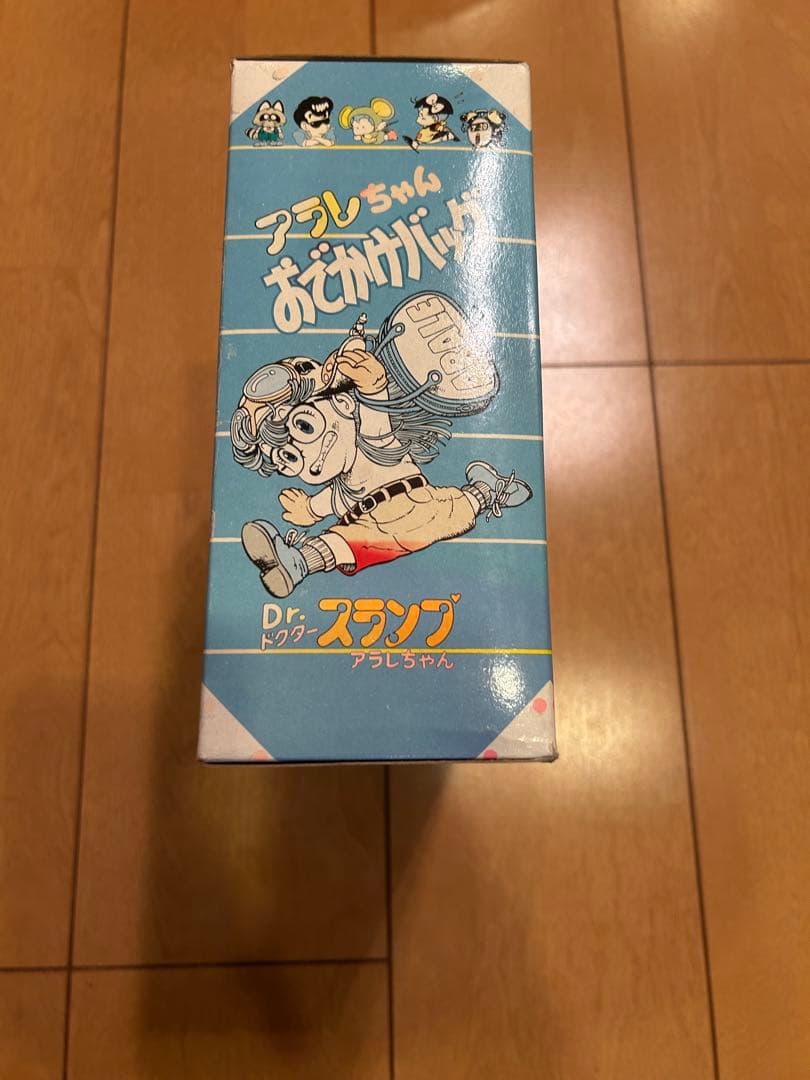 アラレちゃん
おでかけバッグ
ARALE
Dr.スランプ
ドクター
アラレちゃん